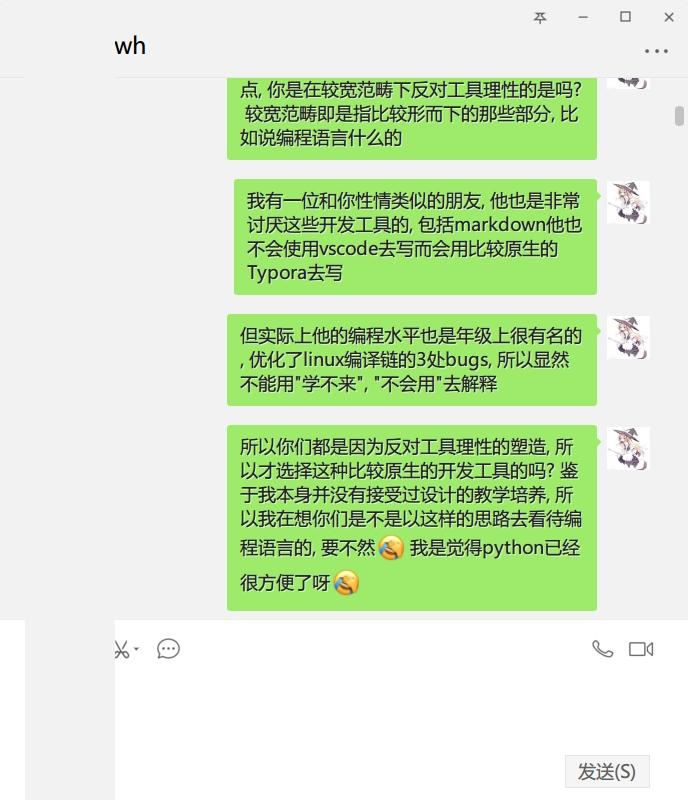 wh
点, 你是在较宽范畴下反对工具理性的是吗?
较宽范畴即是指比较形而下的那些部分, 比
如说编程语言什么的
我有一位和你性情类似的朋友, 他也是非常
讨厌这些开发工具的, 包括markdown他也
不会使用vscode去写而会用比较原生的
Typora去写
但实际上他的编程水平也是年级上很有名的
, 优化了linux编译链的3处bugs, 所以显然
不能用"学不来", "不会用"去解释
所以你们都是因为反对工具理性的塑造, 所
以才选择这种比较原生的开发工具的吗? 鉴
于我本身并没有接受过设计的教学培养, 所
以我在想你们是不是以这样的思路去看待编
程语言的, 要不然 我是觉得python已经
很方便了呀
发送(S)